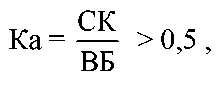 Ка = СК/ВБ > 0,5 ,